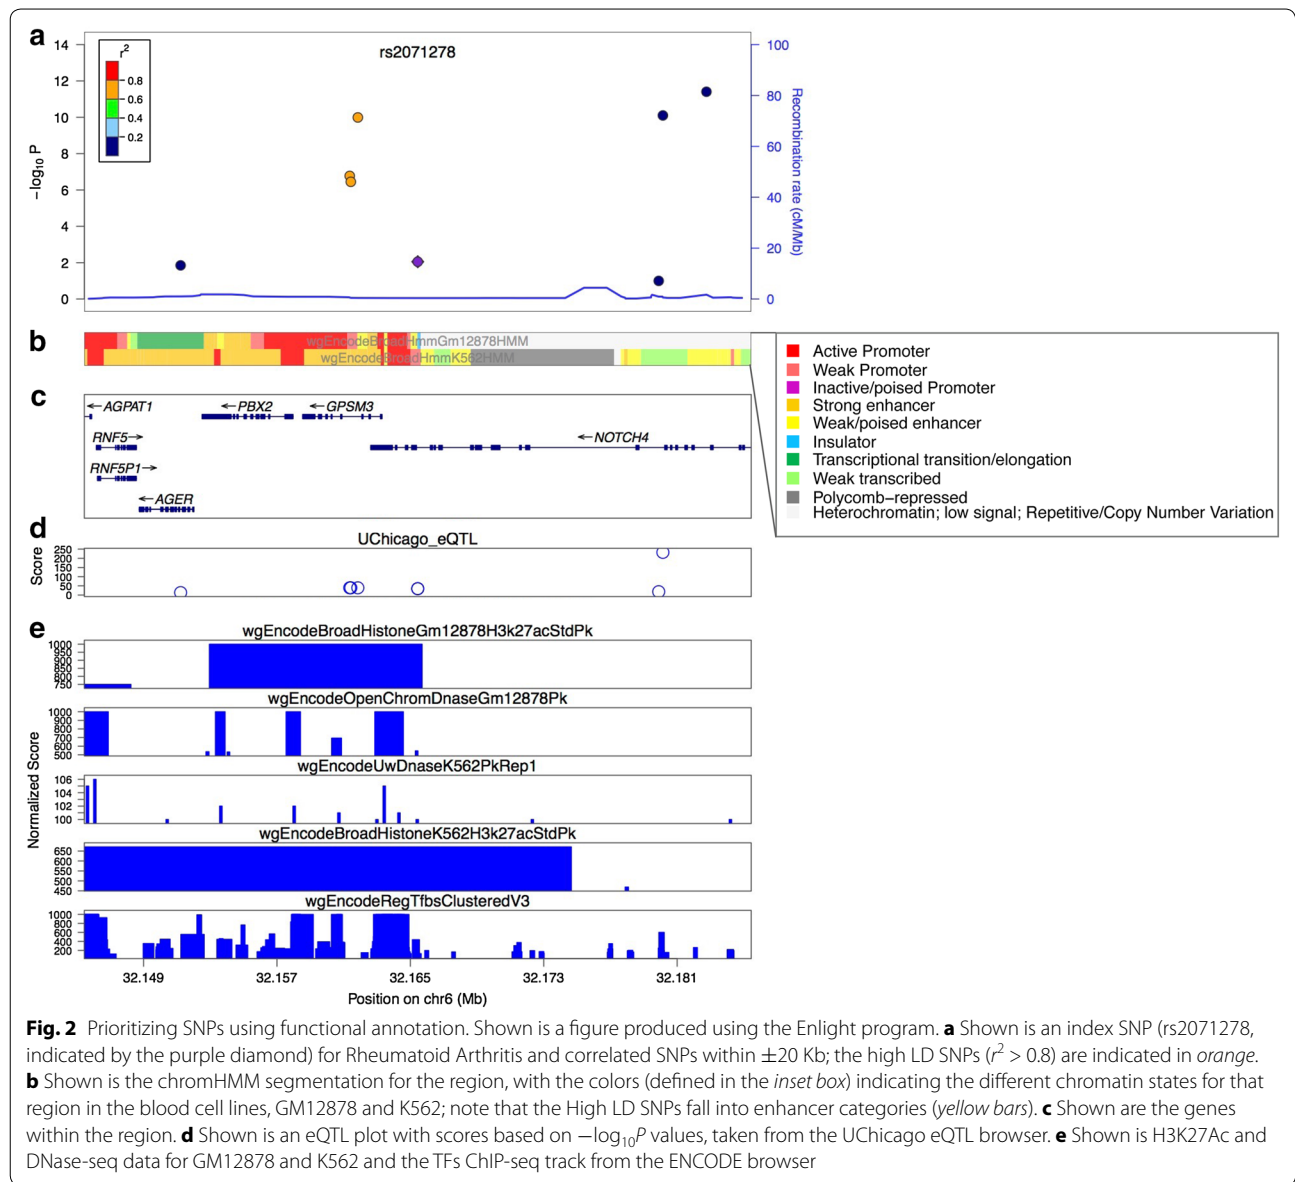 a
rs2071278
r2
0.8
0.6
0.4
0.2
14
12
10
8
6
4
2
0
−log10 P
100
80
60
40
20
0
Recombination rate (cM/Mb)
b
wgEncodeBroadHmmGm12878HMM
wgEncodeBroadHmmK562HMM
Active Promoter
Weak Promoter
Inactive/poised Promoter
Strong enhancer
Weak/poised enhancer
Insulator
Transcriptional transition/elongation
Weak transcribed
Polycomb−repressed
Heterochromatin; low signal; Repetitive/Copy Number Variation
c
←AGPAT1
←PBX2
←GPSM3
RNF5→
←NOTCH4
RNF5P1→
←AGER
d
UChicago_eQTL
Score
250
200
150
100
50
0
e
Normalized Score
wgEncodeBroadHistoneGm12878H3k27acStdPk
1000
950
900
850
800
750
wgEncodeOpenChromDnaseGm12878Pk
1000
900
800
700
600
500
wgEncodeUwDnaseK562PkRep1
106
104
102
100
wgEncodeBroadHistoneK562H3k27acStdPk
650
600
550
500
450
wgEncodeRegTfbsClusteredV3
1000
800
600
400
200
32.149 32.157 32.165 32.173 32.181
Position on chr6 (Mb)
Fig. 2 Prioritizing SNPs using functional annotation. Shown is a figure produced using the Enlight program. a Shown is an index SNP (rs2071278,
indicated by the purple diamond) for Rheumatoid Arthritis and correlated SNPs within ±20 Kb; the high LD SNPs (r2 > 0.8) are indicated in orange.
b Shown is the chromHMM segmentation for the region, with the colors (defined in the inset box) indicating the different chromatin states for that
region in the blood cell lines, GM12878 and K562; note that the High LD SNPs fall into enhancer categories (yellow bars). c Shown are the genes
within the region. d Shown is an eQTL plot with scores based on −log10P values, taken from the UChicago eQTL browser. e Shown is H3K27Ac and
DNase-seq data for GM12878 and K562 and the TFs ChIP-seq track from the ENCODE browser